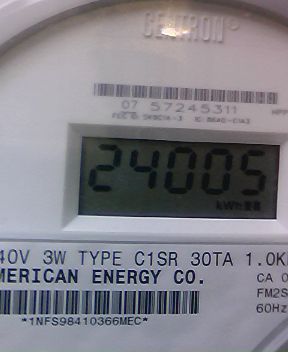 CENTRON®
07 57245311
24005
kWh
40V 3W TYPE C1SR 30TA 1.0K
MERICAN ENERGY CO.
CA 0
FM2S
60Hz
*1NFS98410366MEC*